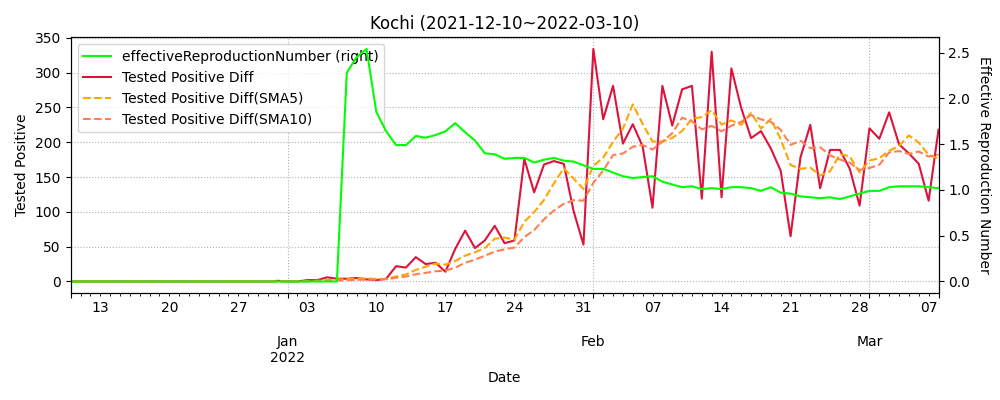 Kochi (2021-12-10~2022-03-10)
effectiveReproductionNumber (right)
Tested Positive Diff
Tested Positive Diff(SMA5)
Tested Positive Diff(SMA10)
Tested Positive
350
300
250
200
150
100
50
0
Effective Reproduction Number
2.5
2.0
1.5
1.0
0.5
0.0
13 20 27 03 10 17 24 31 07 14 21 28 07
Jan Feb Mar
2022
Date